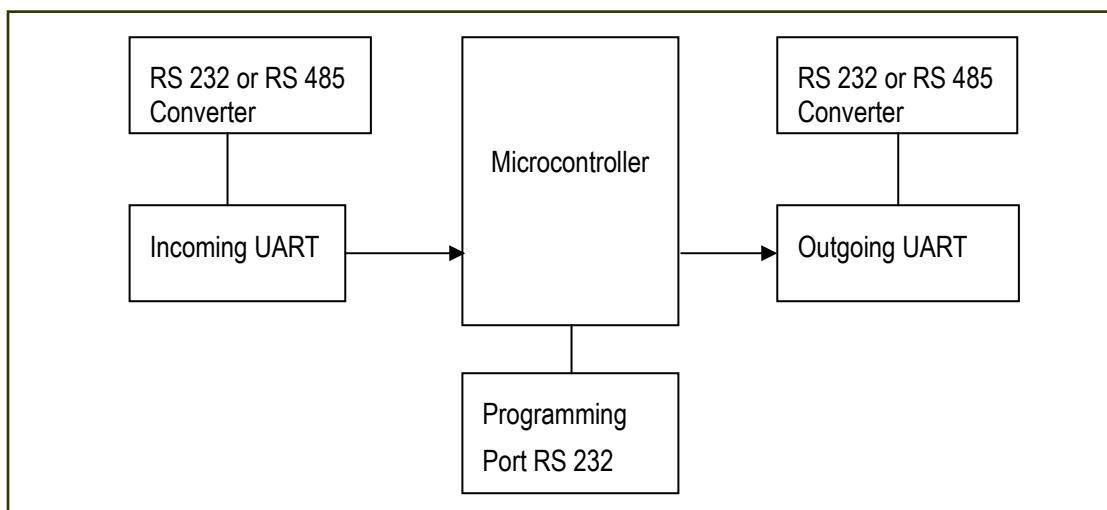 RS 232 or RS 485
Converter
Microcontroller
RS 232 or RS 485
Converter
Incoming UART
Outgoing UART
Programming
Port RS 232